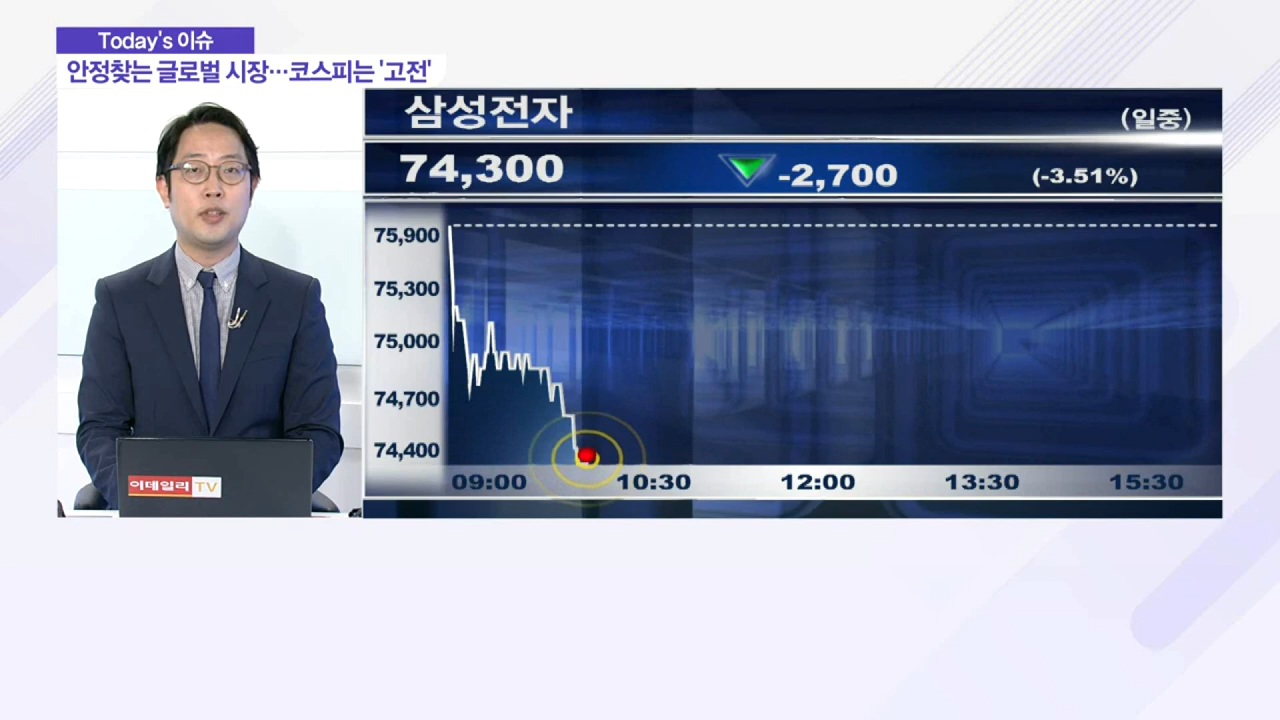 Today's 이슈
안정찾는 글로벌 시장…코스피는 '고전'
삼성전자
(일중)
74,300
-2,700
(-3.51%)
75,900
75,300
75,000
74,700
74,400
09:00
10:30
12:00
13:30
15:30
이데일리 TV